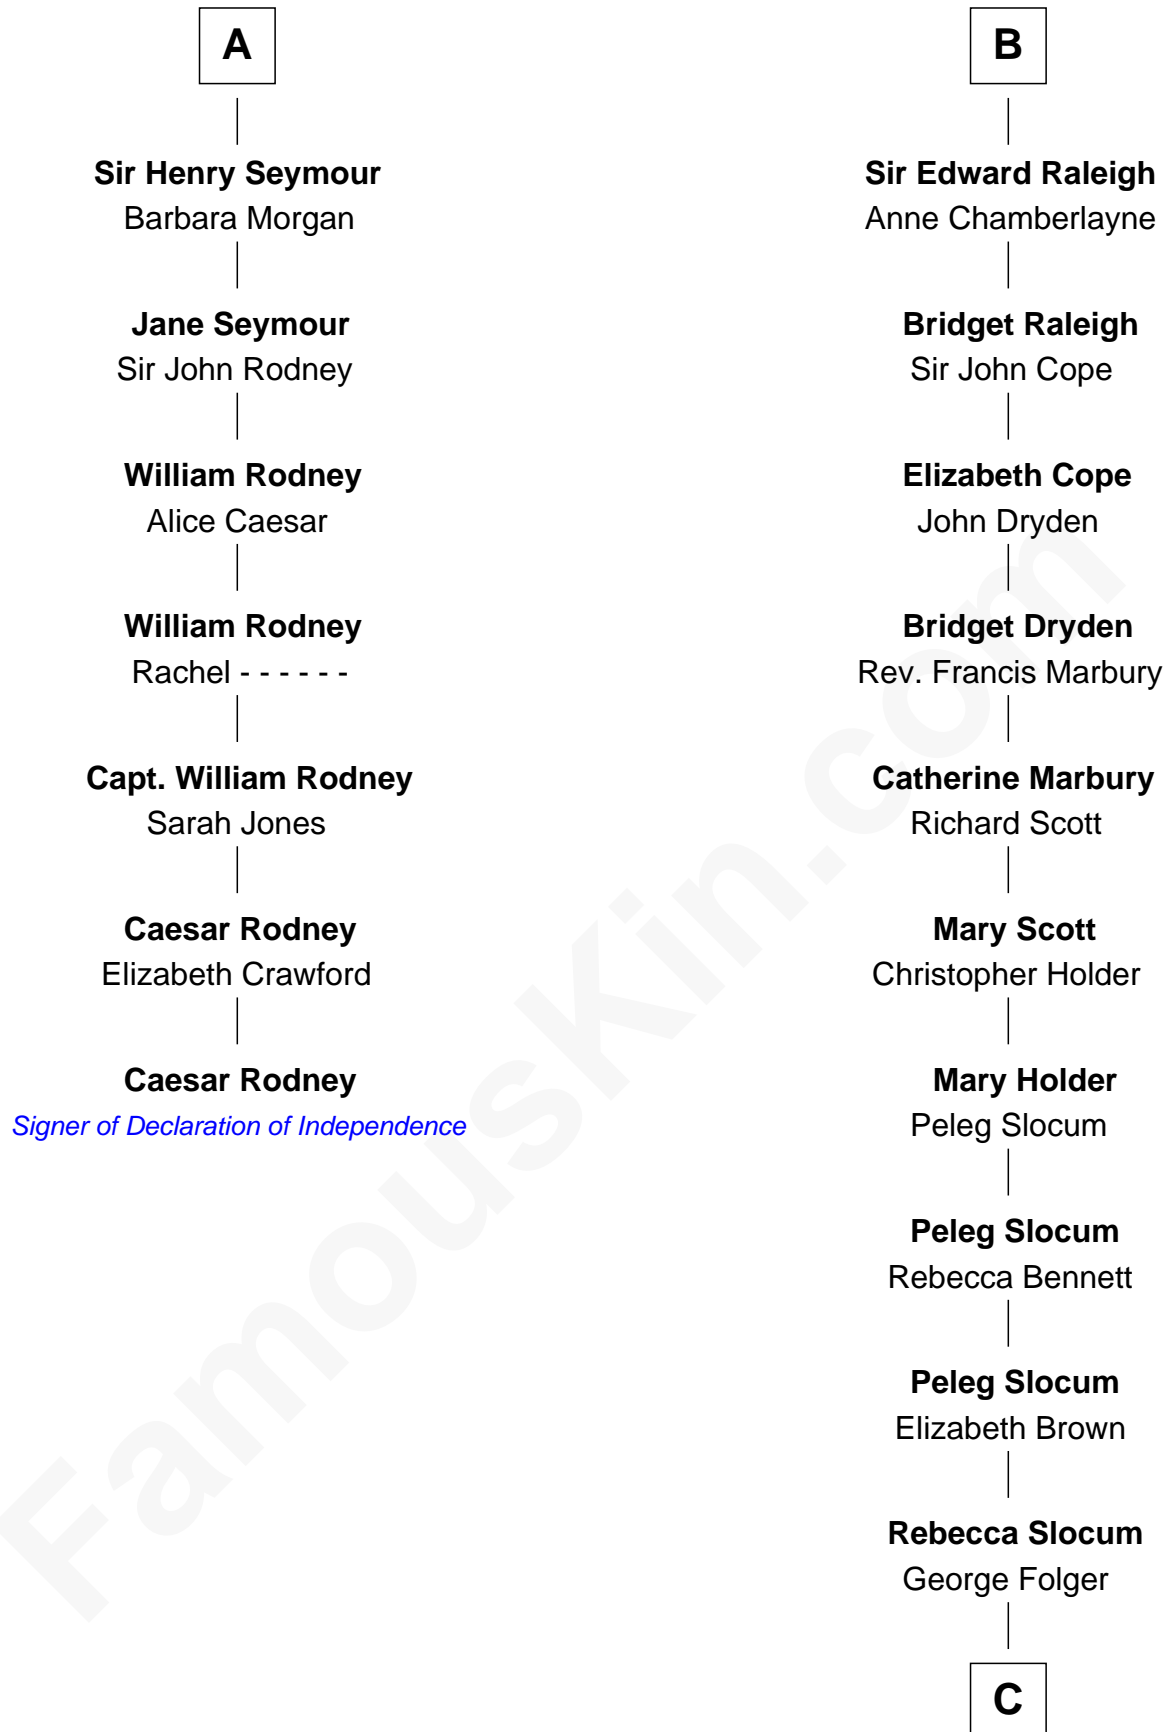 A
Sir Henry Seymour
Barbara Morgan
Jane Seymour
Sir John Rodney
William Rodney
Alice Caesar
William Rodney
Rachel - - - - - -
Capt. William Rodney
Sarah Jones
Caesar Rodney
Elizabeth Crawford
Caesar Rodney
Signer of Declaration of Independence
B
Sir Edward Raleigh
Anne Chamberlayne
Bridget Raleigh
Sir John Cope
Elizabeth Cope
John Dryden
Bridget Dryden
Rev. Francis Marbury
Catherine Marbury
Richard Scott
Mary Scott
Christopher Holder
Mary Holder
Peleg Slocum
Peleg Slocum
Rebecca Bennett
Peleg Slocum
Elizabeth Brown
Rebecca Slocum
George Folger
C
FamousKin.com